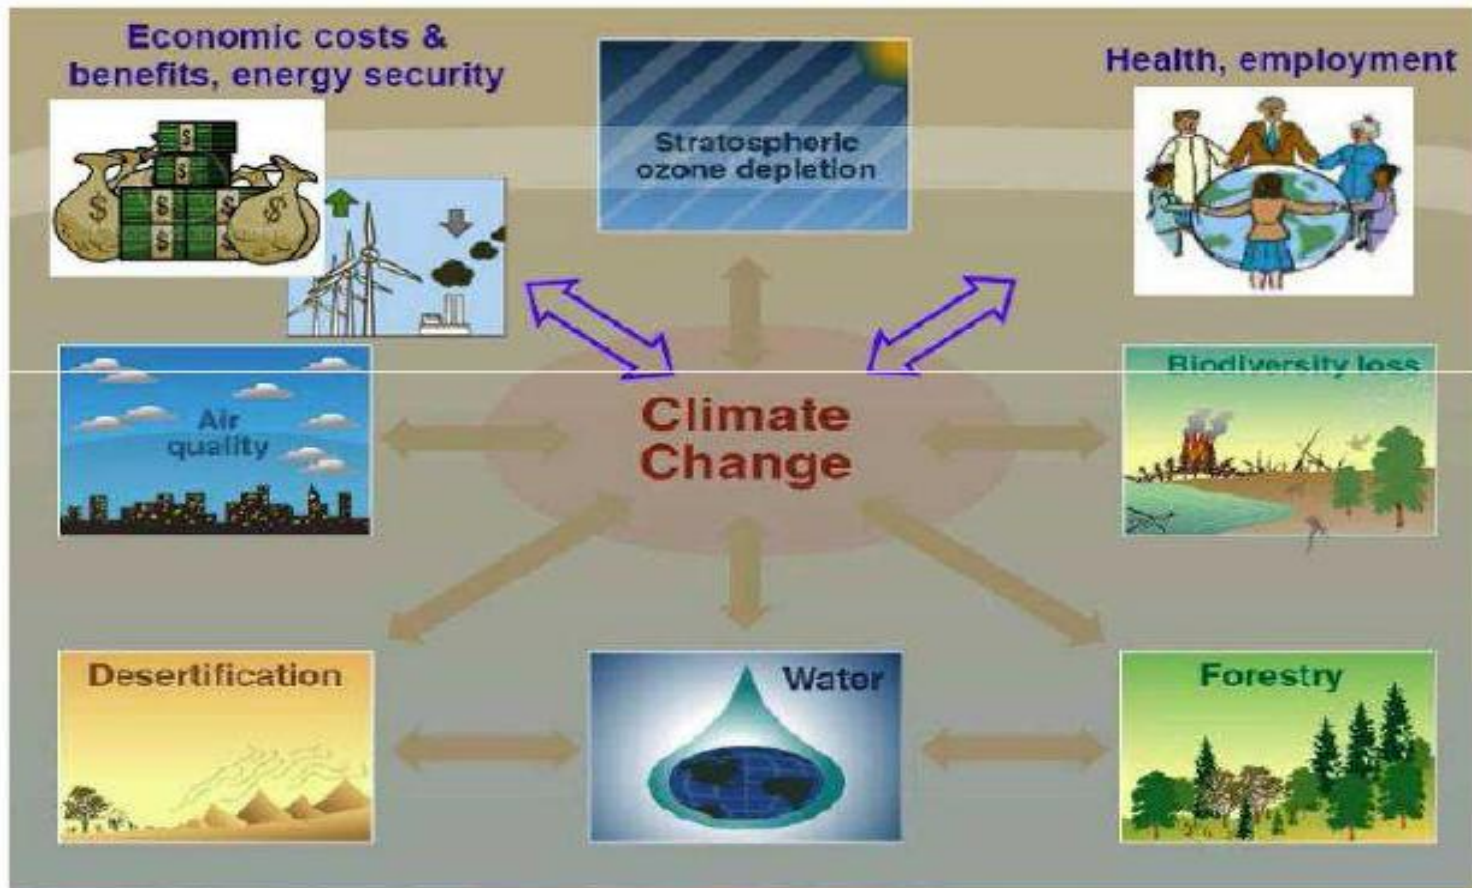 Economic costs &
benefits, energy security
Stratospheric
ozone depletion
Health, employment
$
$
$
$
$
$
Air
quality
Climate
Change
Biodiversity loss
Desertification
Water
Forestry